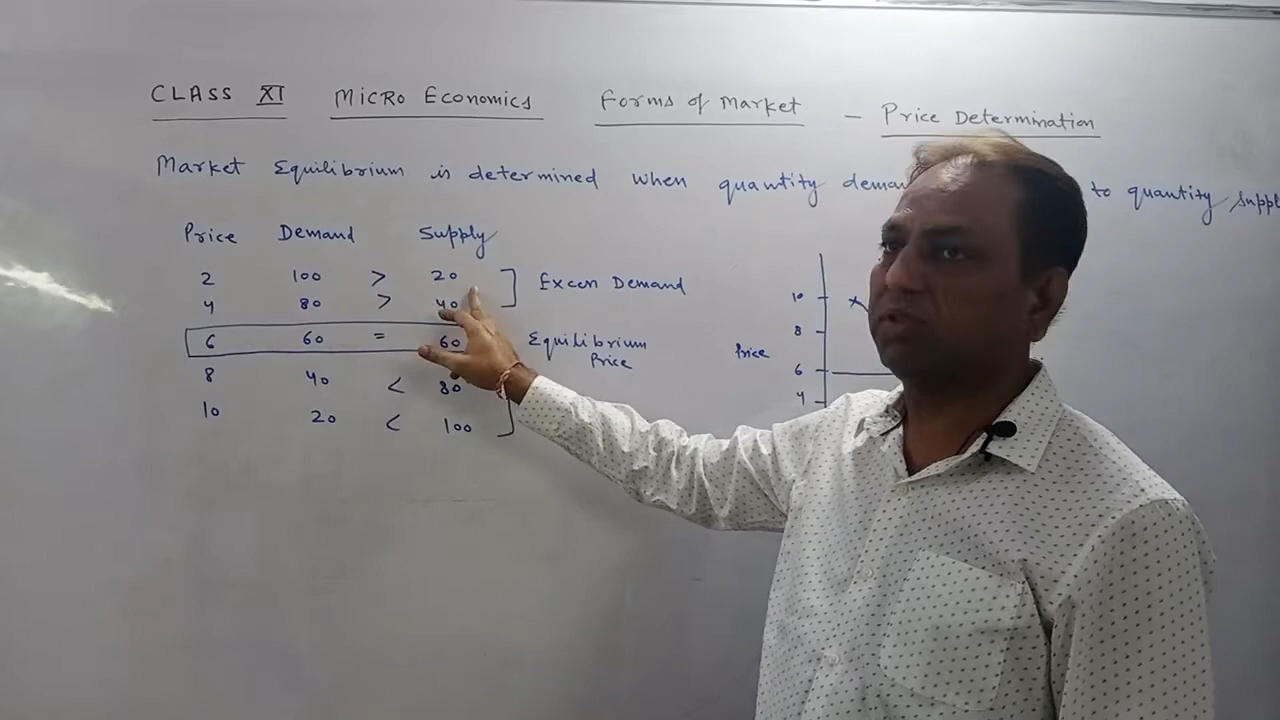 CLASS XI MICRO ECONOMICS Forms of Market - Price Determination
Market Equilibrium is determined when quantity deman to quantity suppl
Price Demand Supply
2 100 > 20
4 80 > 40
Excess Demand
6 60 = 60
Equilibrium
Price
8 40 < 80
10 20 < 100
10
8
Price
6
4